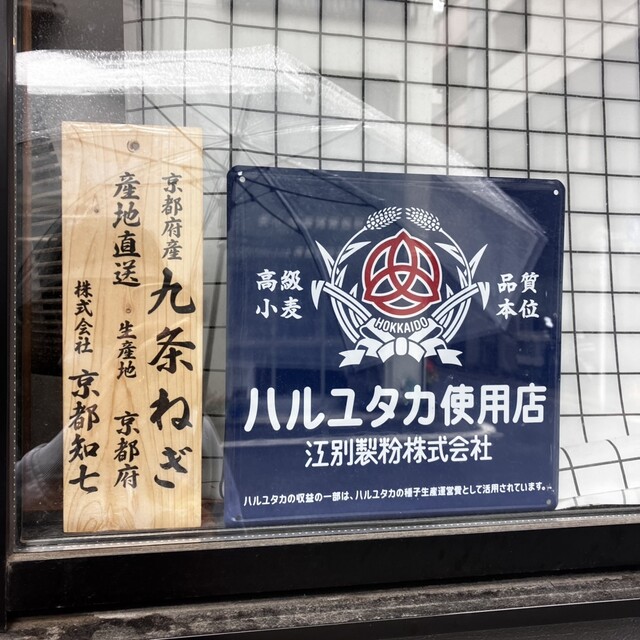 京都府産 九条ねぎ
産地直送 ・生産地 京都府
株式会社 京都知七
高級
小麦
品質
本位
HOKKAIDO
ハルユタカ使用店
江別製粉株式会社
ハルユタカの収益の一部は、ハルユタカの種子生産運営費として活用されています。